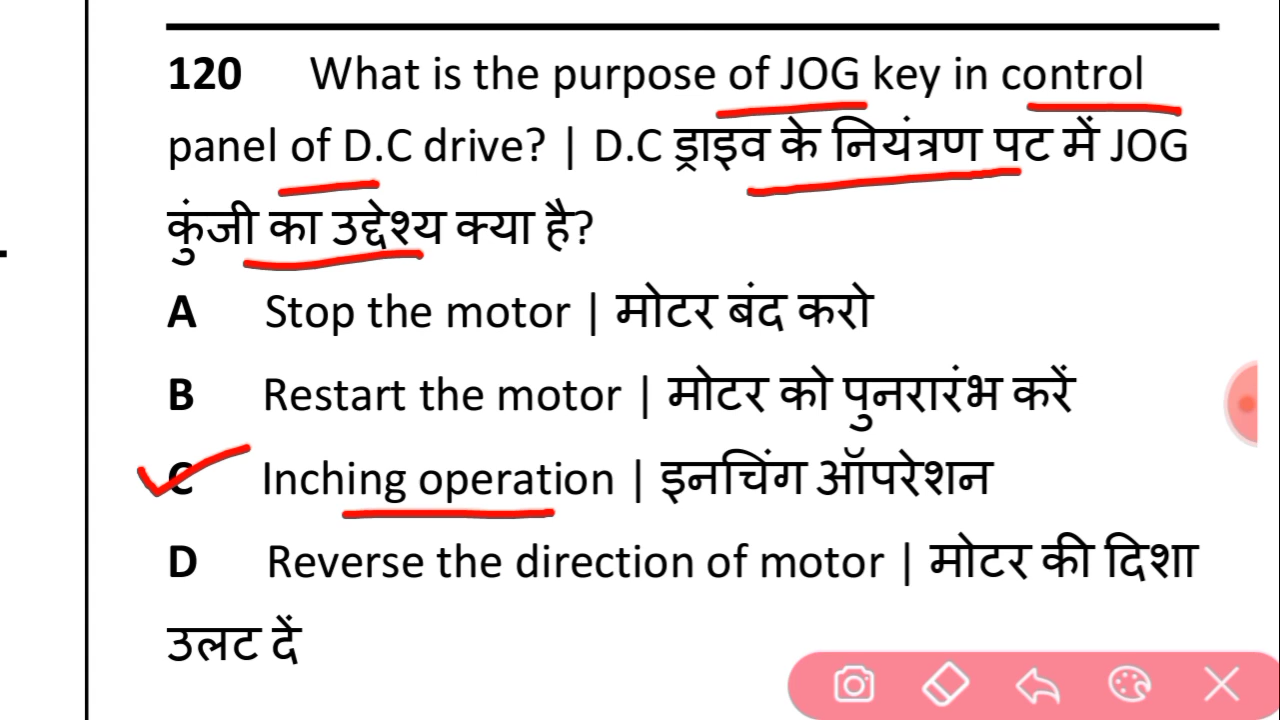 120 What is the purpose of JOG key in control
panel of D.C drive? | D.C ड्राइव के नियंत्रण पट में JOG
कुंजी का उद्देश्य क्या है?
A Stop the motor | मोटर बंद करो
B Restart the motor | मोटर को पुनरारंभ करें
C Inching operation | इनचिंग ऑपरेशन
D Reverse the direction of motor | मोटर की दिशा
उलट दें